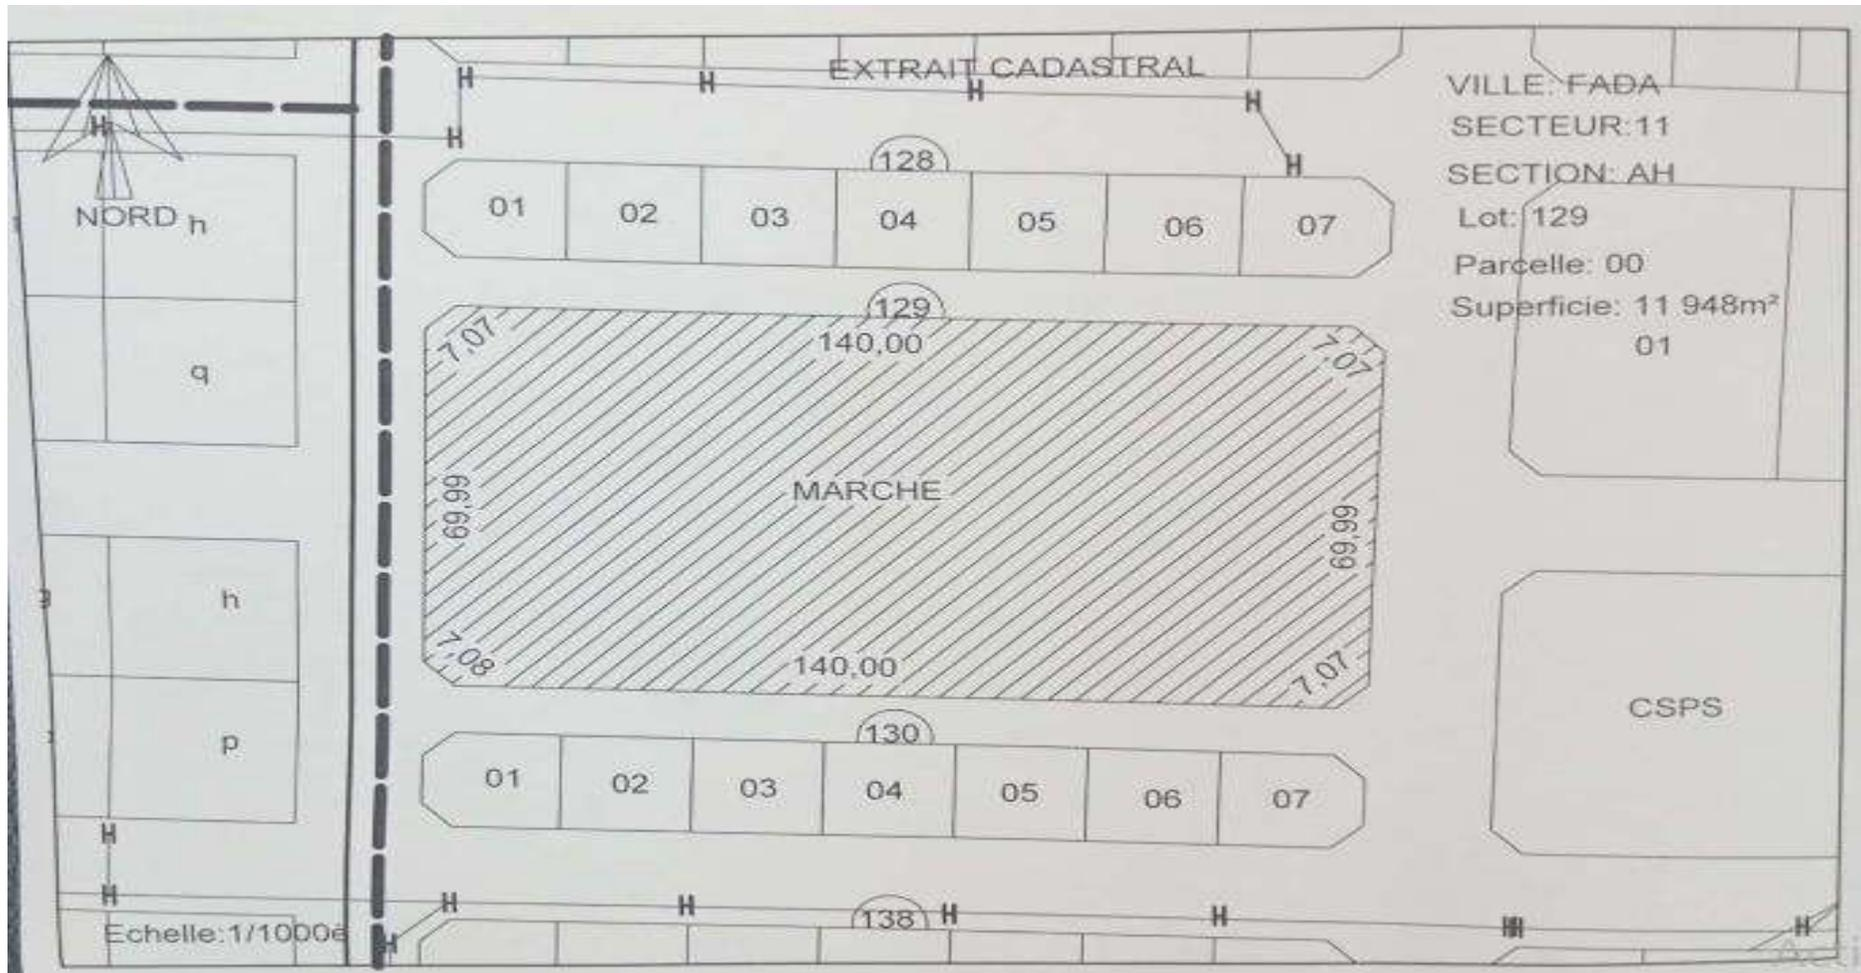 EXTRAIT CADASTRAL
VILLE: FADA
SECTEUR:11
SECTION: AH
Lot: 129
Parcelle: 00
Superficie: 11 948m²
01
NORD
h
q
h
p
128
01 02 03 04 05 06 07
129
7,07 140,00 7,07
69,99
MARCHE
69,99
7,08 140,00 7,07
130
01 02 03 04 05 06 07
CSPS
138
Echelle:1/1000è